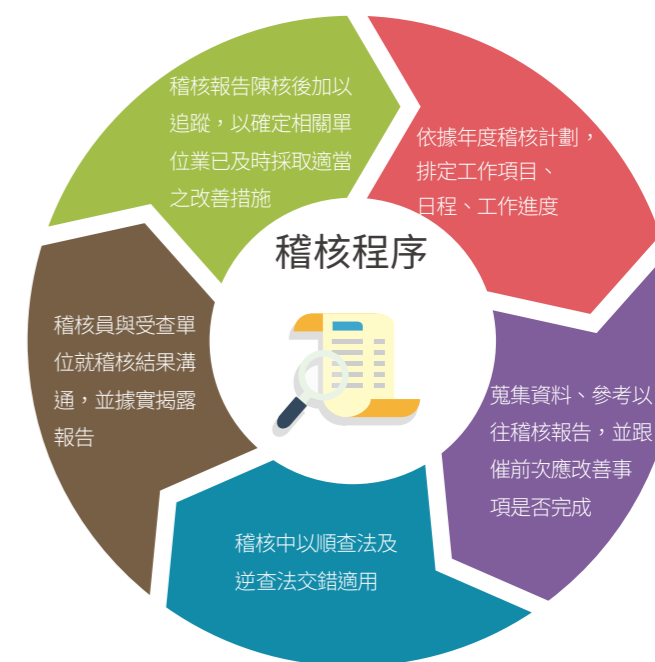 稽核程序
依據年度稽核計劃，
排定工作項目、
日程、工作進度
蒐集資料、參考以
往稽核報告，並跟
催前次應改善事
項是否完成
稽核中以順查法及
逆查法交錯適用
稽核員與受查單
位就稽核結果溝
通，並據實揭露
報告
稽核報告陳核後加以
追蹤，以確定相關單
位業已及時採取適當
之改善措施